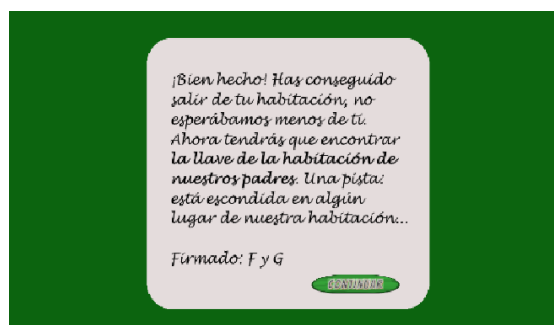 ¡Bien hecho! Has conseguido
salir de tu habitación, no
esperábamos menos de ti.
Ahora tendrás que encontrar
la llave de la habitación de
nuestros padres. Una pista:
está escondida en algún
lugar de nuestra habitación...
Firmado: F y G
CONTINUAR